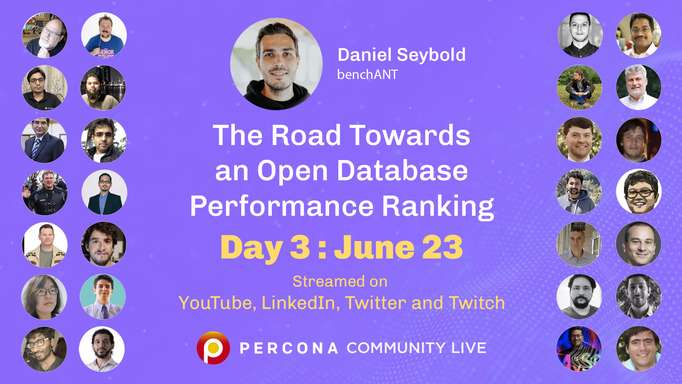 Daniel Seybold
benchANT
The Road Towards
an Open Database
Performance Ranking
Day 3 : June 23
Streamed on
YouTube, LinkedIn, Twitter and Twitch
PERCONA COMMUNITY LIVE